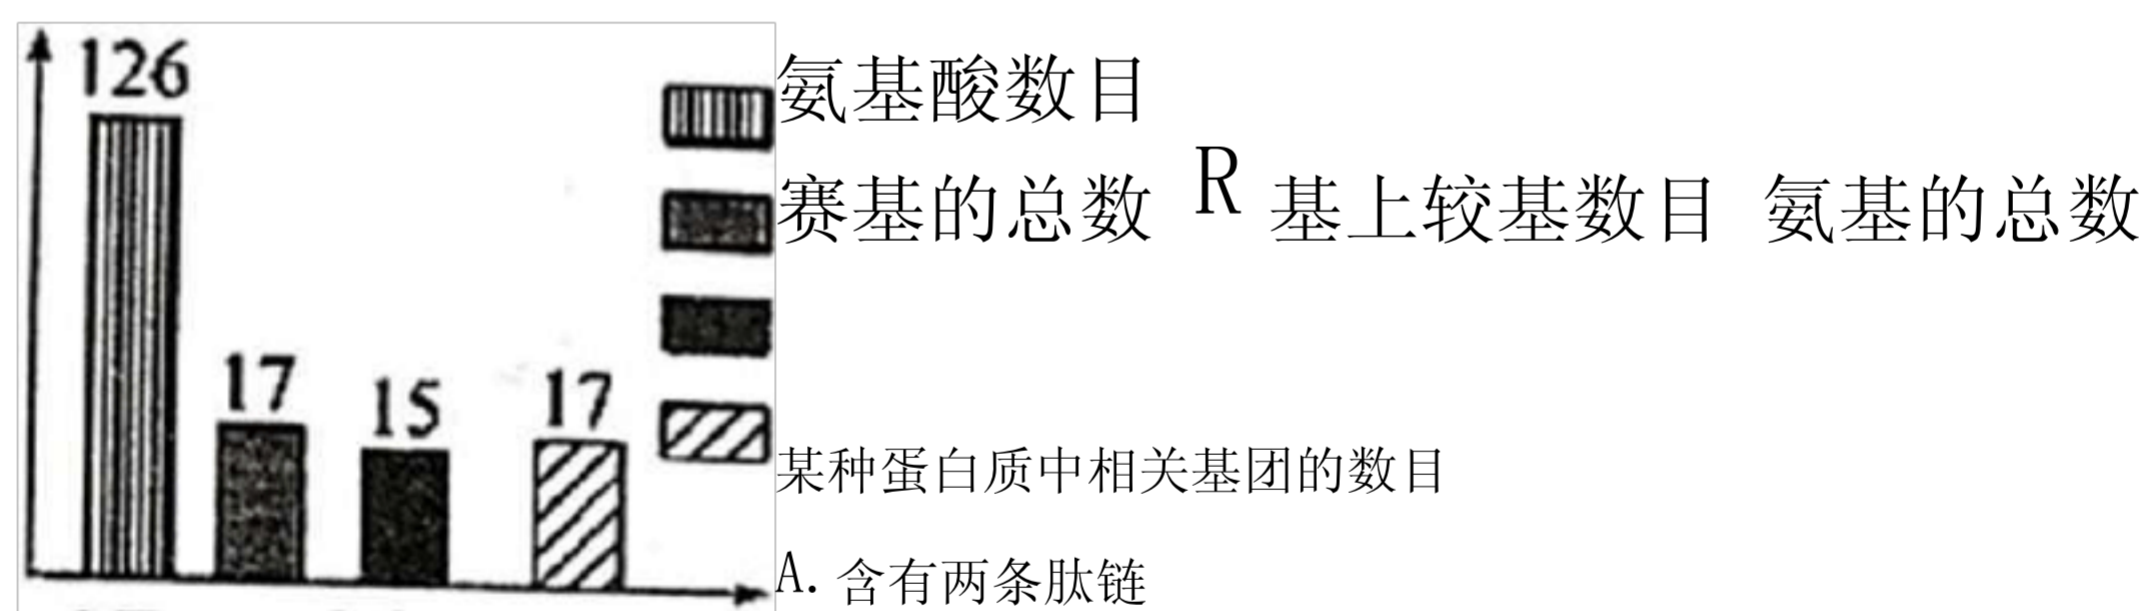 126
氨基酸数目
赛基的总数 R 基上较基数目 氨基的总数
17
15
17
某种蛋白质中相关基团的数目
A. 含有两条肽链